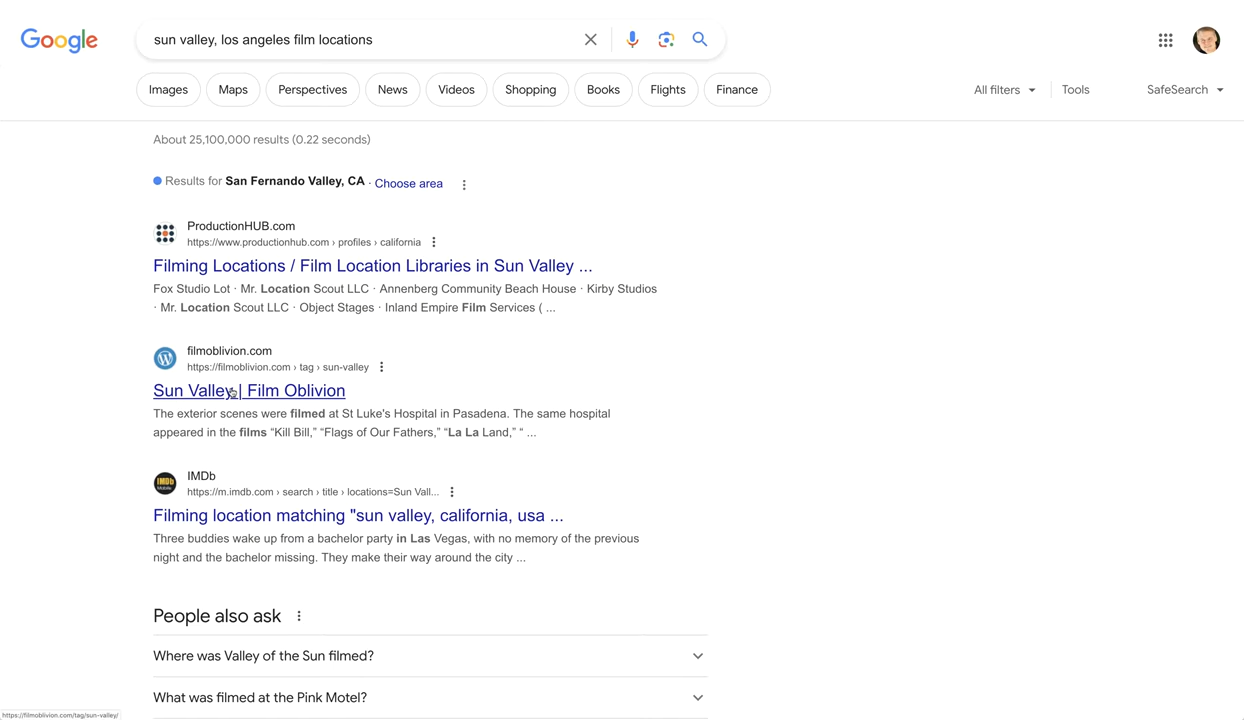 Google
sun valley, los angeles film locations
Images
Maps
Perspectives
News
Videos
Shopping
Books
Flights
Finance
All filters
Tools
SafeSearch
About 25,100,000 results (0.22 seconds)
Results for San Fernando Valley, CA · Choose area
ProductionHUB.com
https://www.productionhub.com › profiles › california
Filming Locations / Film Location Libraries in Sun Valley ...
Fox Studio Lot · Mr. Location Scout LLC · Annenberg Community Beach House · Kirby Studios
· Mr. Location Scout LLC · Object Stages · Inland Empire Film Services ( ...
filmoblivion.com
https://filmoblivion.com › tag › sun-valley
Sun Valley | Film Oblivion
The exterior scenes were filmed at St Luke's Hospital in Pasadena. The same hospital
appeared in the films “Kill Bill,” “Flags of Our Fathers,” “La La Land,” “ ...
IMDb
IMDb
Mobile
https://m.imdb.com › search › title › locations=Sun Vall...
Filming location matching "sun valley, california, usa ...
Three buddies wake up from a bachelor party in Las Vegas, with no memory of the previous
night and the bachelor missing. They make their way around the city ...
People also ask
Where was Valley of the Sun filmed?
What was filmed at the Pink Motel?
https://filmoblivion.com/tag/sun-valley/